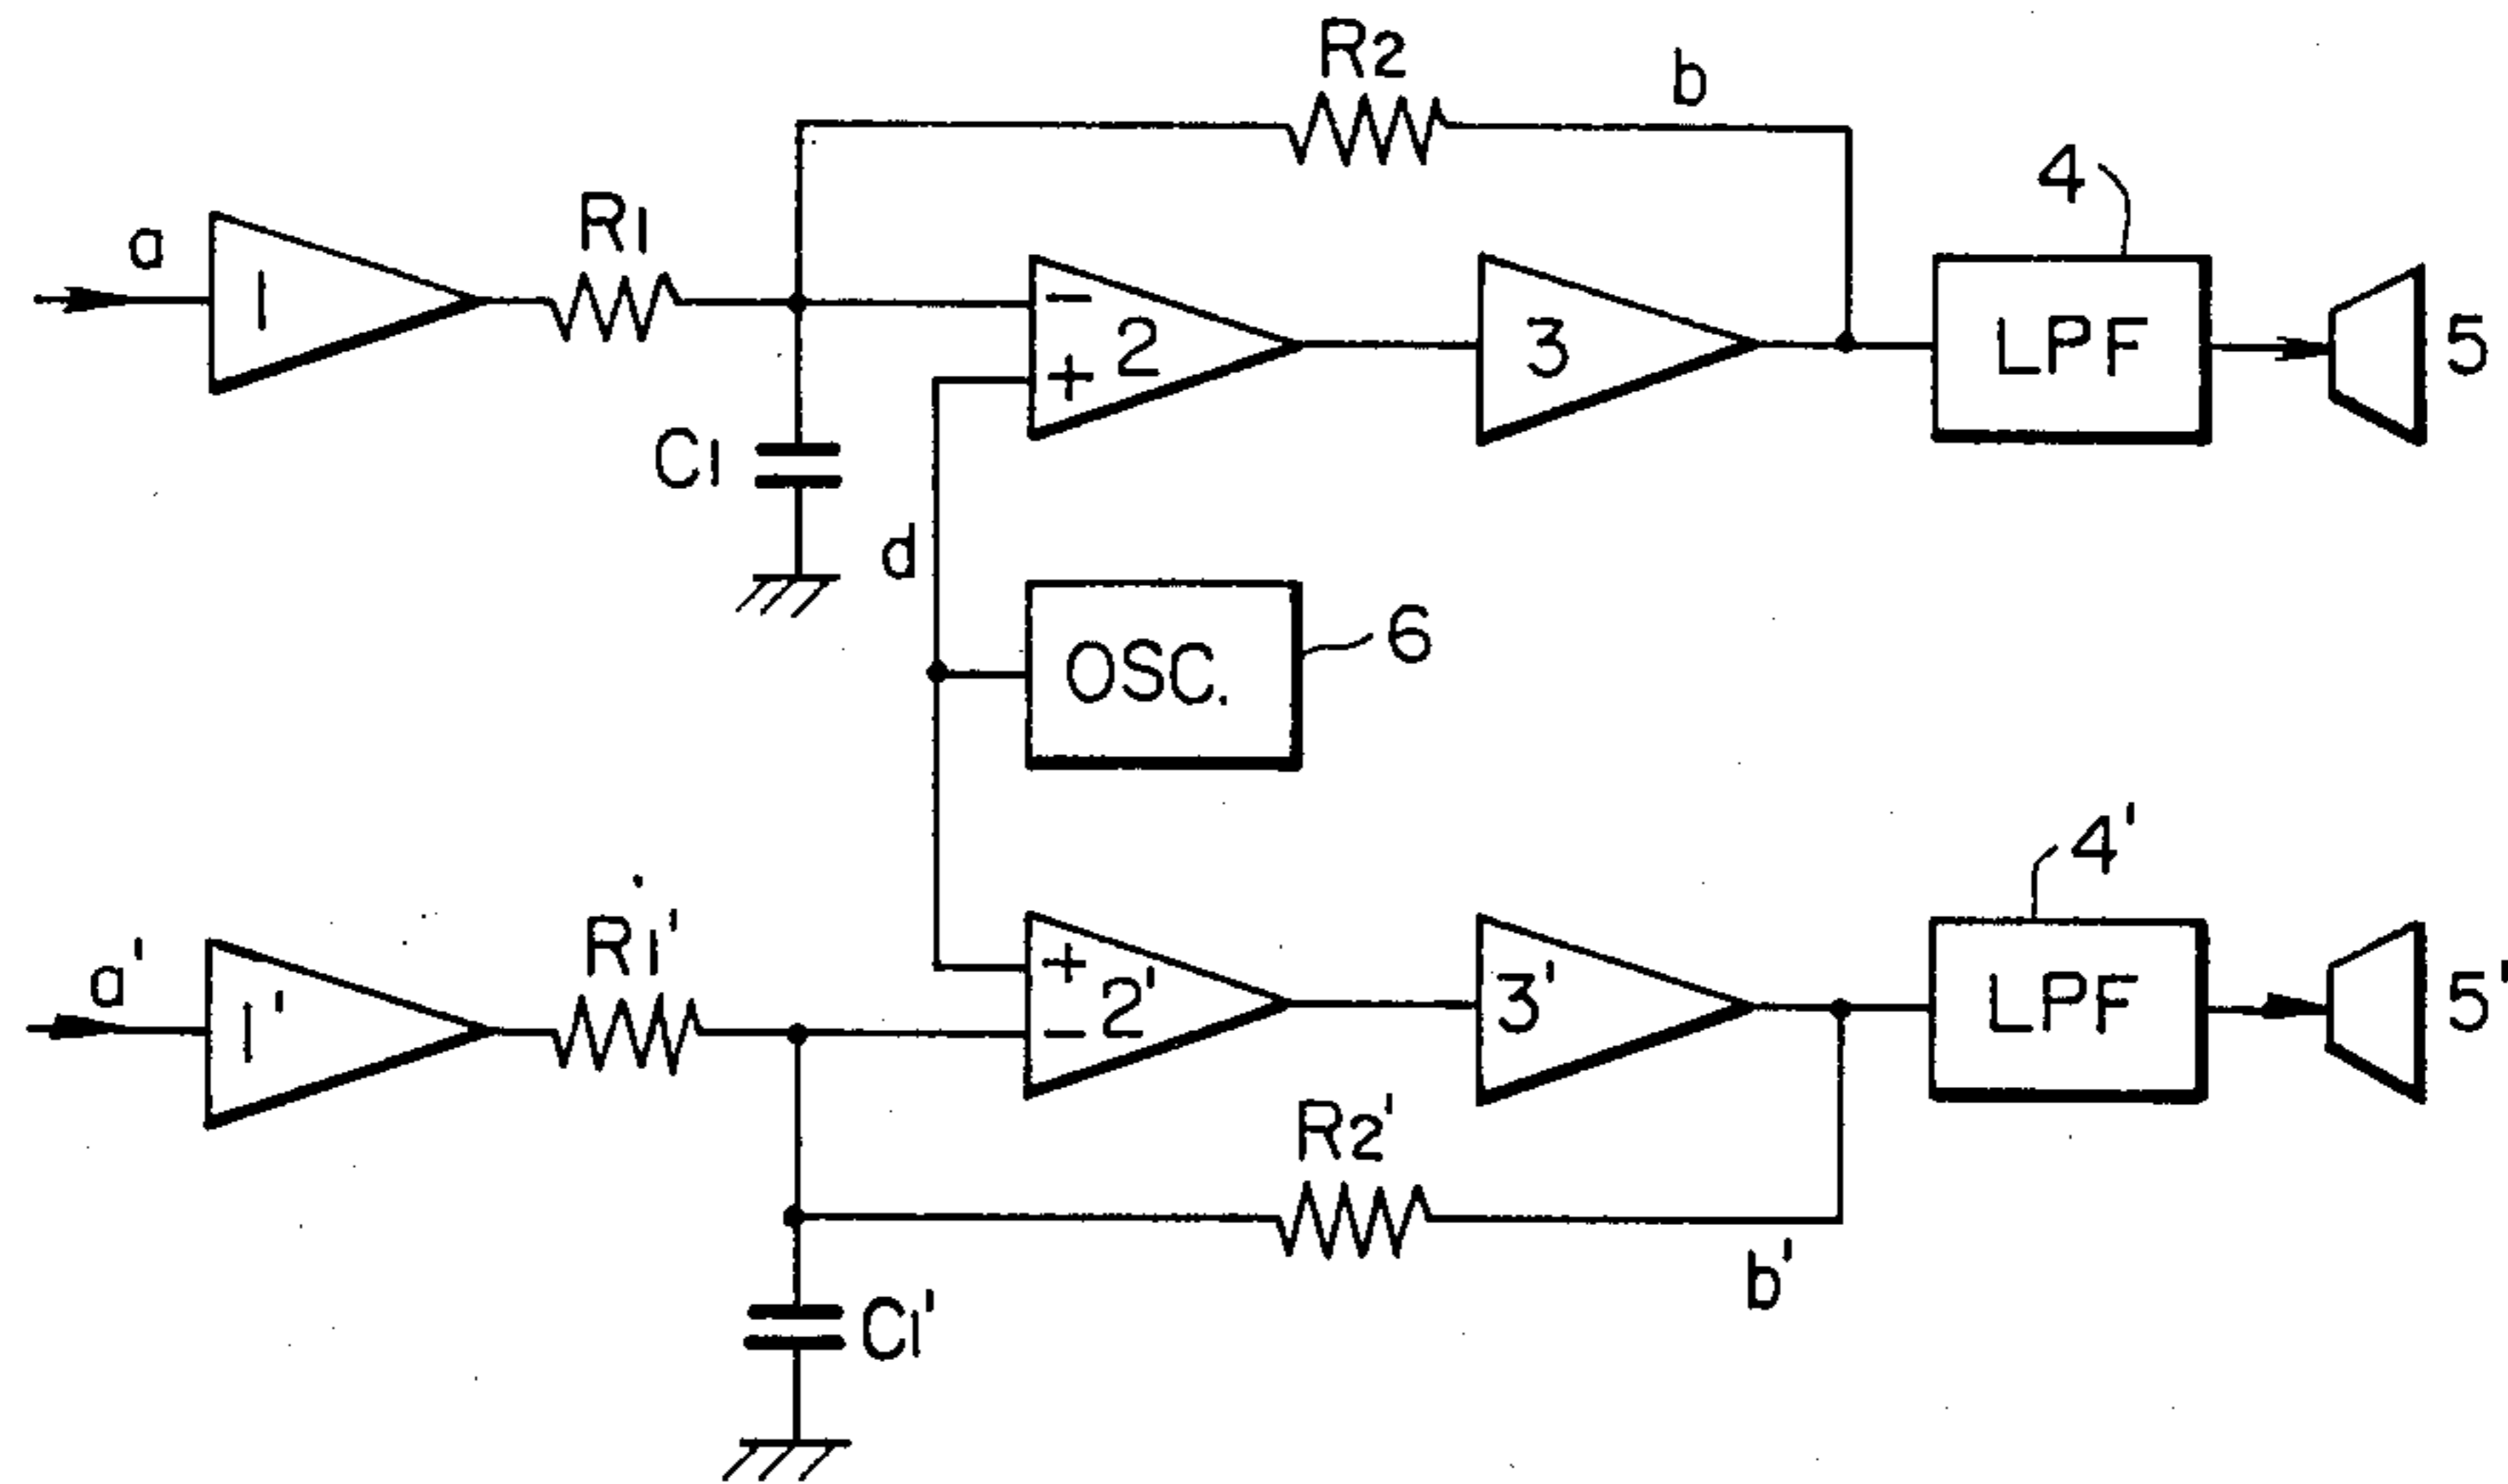 R2
b
4
R1
a
1
-
2
+
3
LPF
5
C1
d
OSC.
6
4'
R1'
a'
1'
+
2'
-
3'
LPF
5'
R2'
b'
C1'